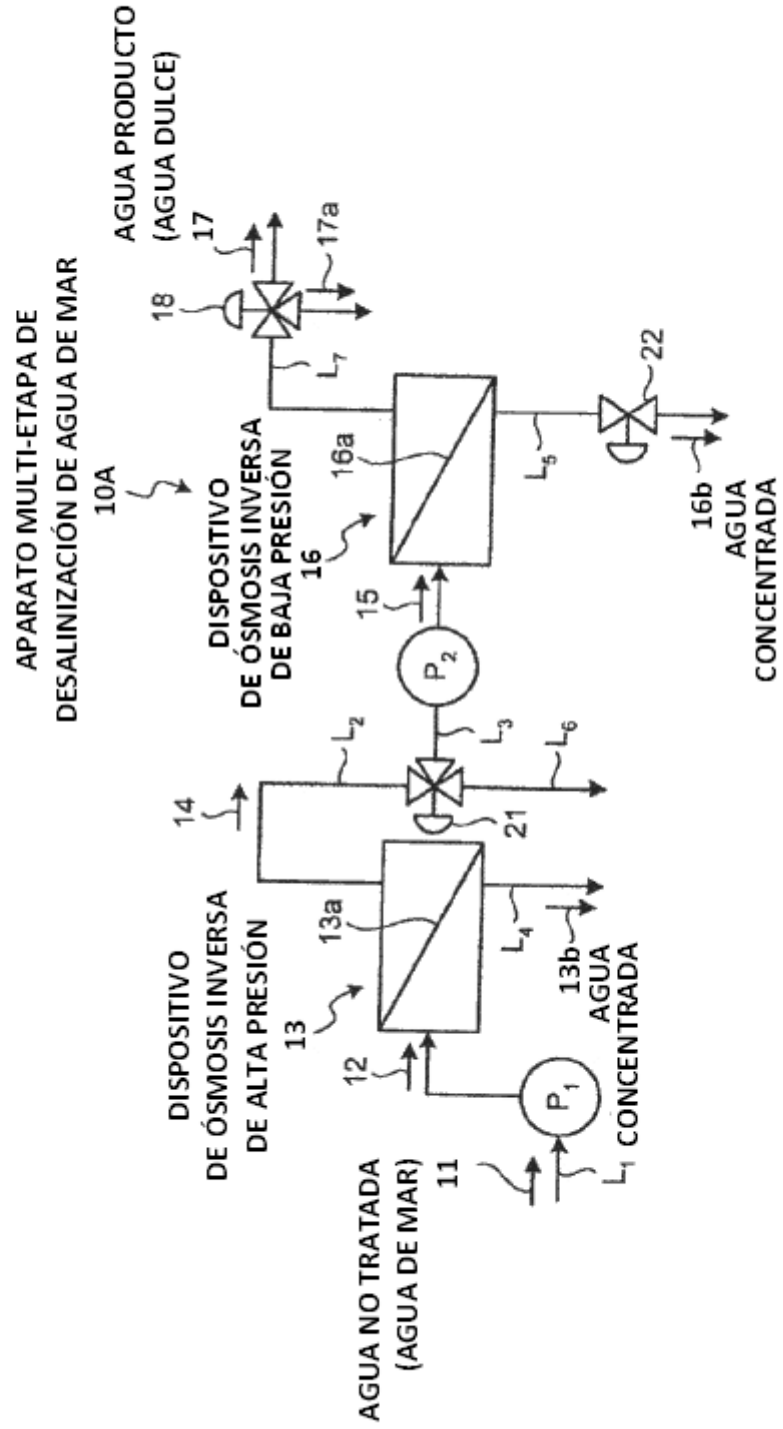 APARATO MULTI-ETAPA DE
DESALINIZACIÓN DE AGUA DE MAR
10A
AGUA PRODUCTO
(AGUA DULCE)
17
17a
18
L₇
DISPOSITIVO
DE ÓSMOSIS INVERSA
DE BAJA PRESIÓN
16
16a
15
P₂
L₅
22
16b
AGUA
CONCENTRADA
14
L₂
L₃
L₆
21
DISPOSITIVO
DE ÓSMOSIS INVERSA
DE ALTA PRESIÓN
13
13a
12
L₄
13b
AGUA
CONCENTRADA
P₁
AGUA NO TRATADA
(AGUA DE MAR)
11
L₁